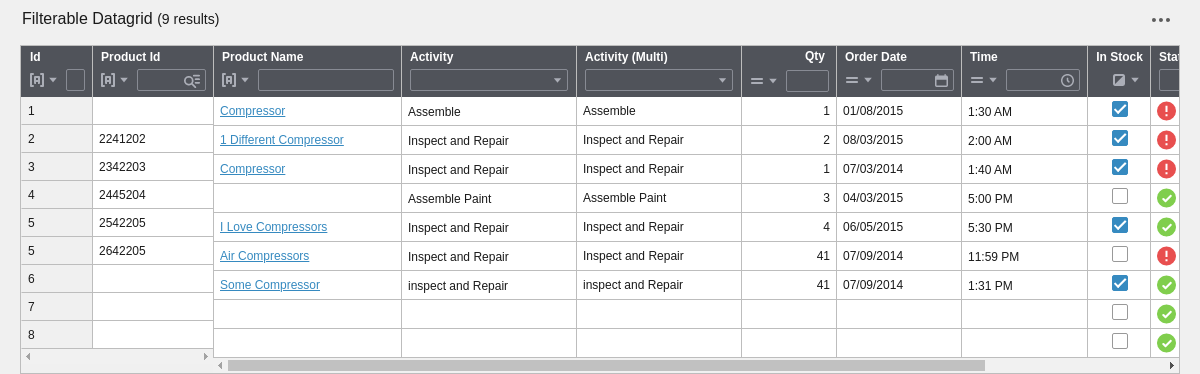 Filterable Datagrid (9 results)
Id Product Id Product Name Activity Activity (Multi) Qty Order Date Time In Stock
1 Compressor Assemble Assemble 1 01/08/2015 1:30 AM
2 2241202 1 Different Compressor Inspect and Repair Inspect and Repair 2 08/03/2015 2:00 AM
3 2342203 Compressor Inspect and Repair Inspect and Repair 1 07/03/2014 1:40 AM
4 2445204 Assemble Paint Assemble Paint 3 04/03/2015 5:00 PM
5 2542205 I Love Compressors Inspect and Repair Inspect and Repair 4 06/05/2015 5:30 PM
5 2642205 Air Compressors Inspect and Repair Inspect and Repair 41 07/09/2014 11:59 PM
6 Some Compressor inspect and Repair inspect and Repair 41 07/09/2014 1:31 PM
7
8